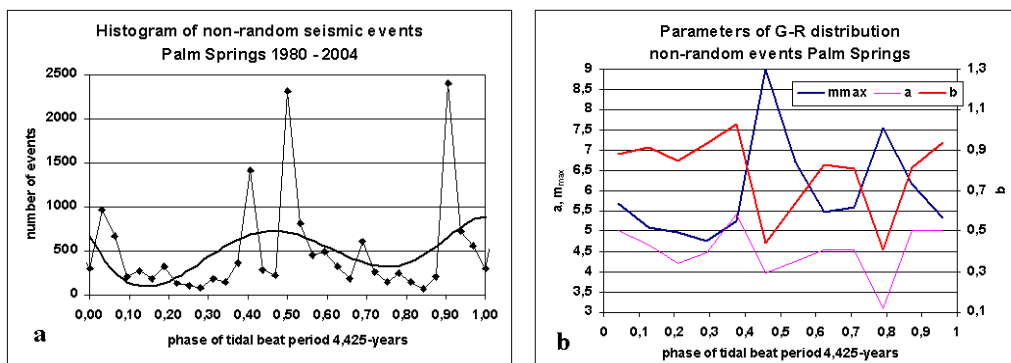 Histogram of non-random seismic events
Palm Springs 1980 - 2004
number of events
2500
2000
1500
1000
500
0
0,00 0,10 0,20 0,30 0,40 0,50 0,60 0,70 0,80 0,90 1,00
phase of tidal beat period 4,425-years
a
Parameters of G-R distribution
non-random events Palm Springs
mmax a b
a, mmax
9
8,5
8
7,5
7
6,5
6
5,5
5
4,5
4
3,5
3
1,3
1,1
0,9
0,7
0,5
0,3
0,1
b
0 0,1 0,2 0,3 0,4 0,5 0,6 0,7 0,8 0,9 1
phase of tidal beat period 4,425-years
b